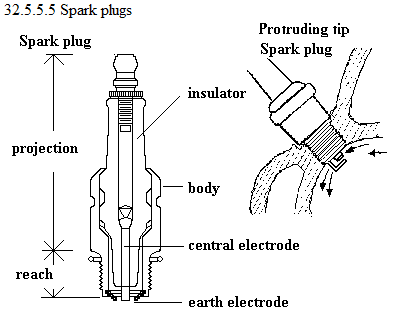 32.5.5.5 Spark plugs
Spark plug
Protruding tip
Spark plug
insulator
projection
body
central electrode
reach
earth electrode